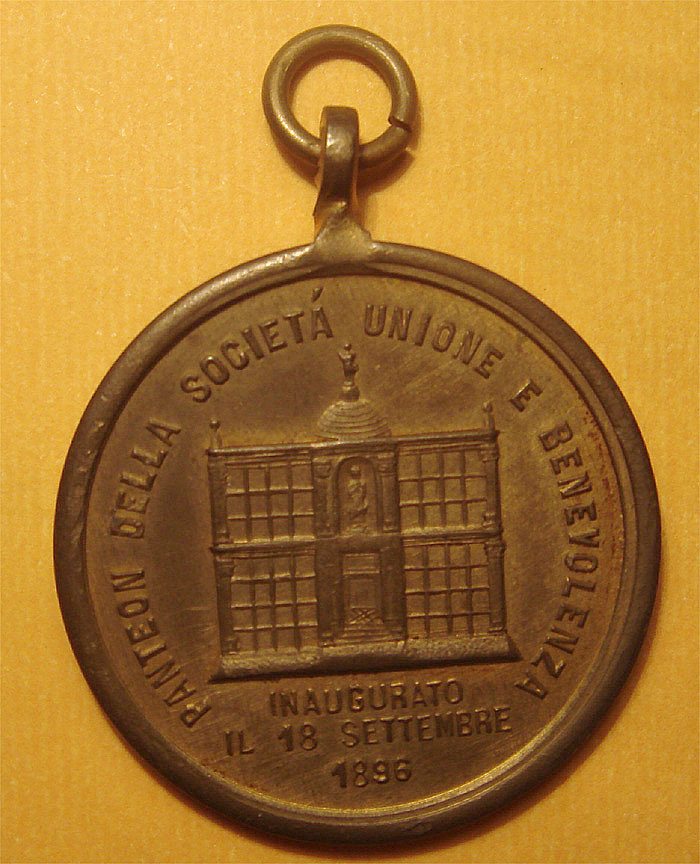 PANTEON DELLA SOCIETÁ UNIONE E BENEVOLENZA
INAUGURATO
IL 18 SETTEMBRE
1896